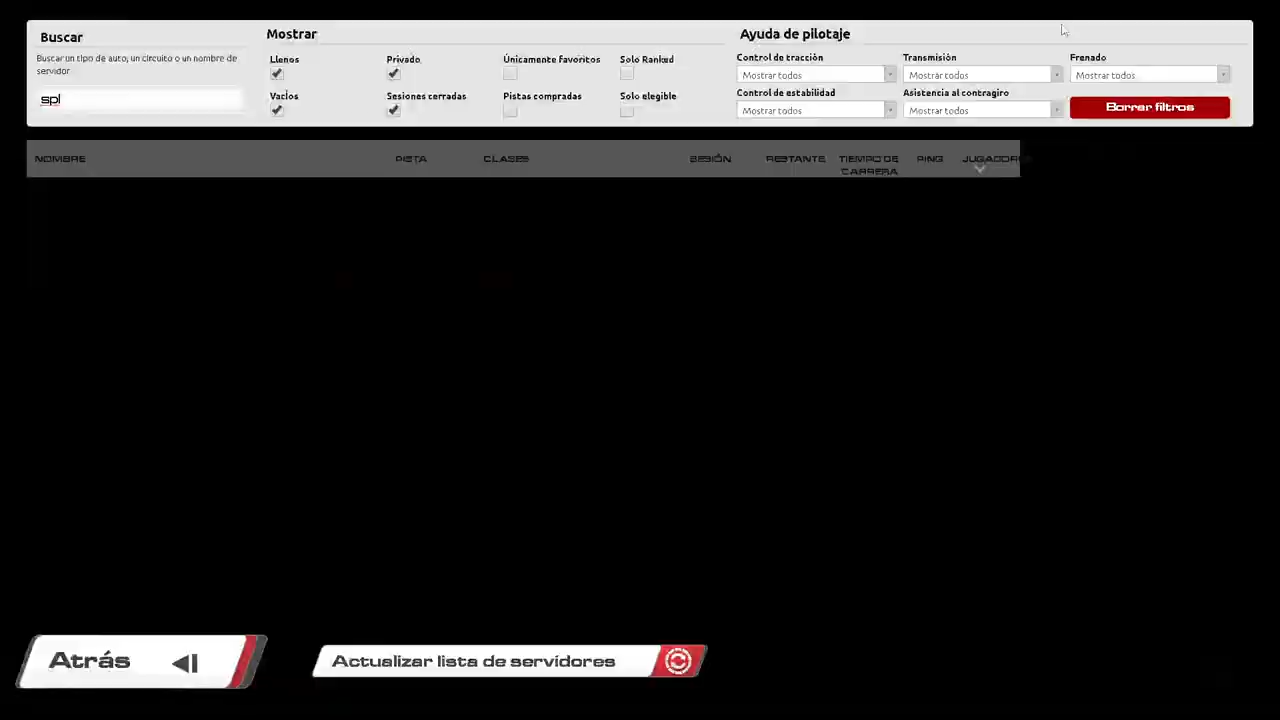 Buscar
Buscar un tipo de auto, un circuito o un nombre de
servidor
spl
Mostrar
Llenos
Privado
Únicamente favoritos
Solo Ranked
Vacíos
Sesiones cerradas
Pistas compradas
Solo elegible
Ayuda de pilotaje
Control de tracción
Transmisión
Frenado
Mostrar todos
Mostrar todos
Mostrar todos
Control de estabilidad
Asistencia al contragiro
Mostrar todos
Mostrar todos
Borrar filtros
NOMBRE PISTA CLASES SESIÓN RESTANTE TIEMPO DE CARRERA PING JUGADORES
Atrás
Actualizar lista de servidores